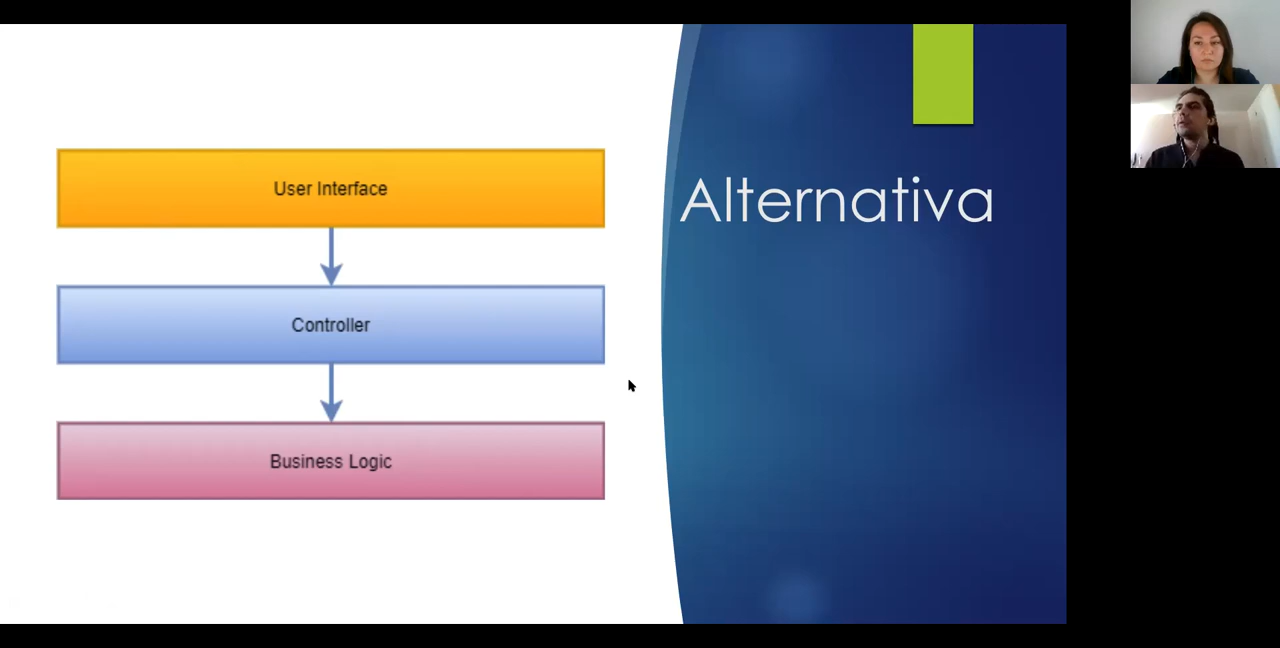 User Interface
Controller
Business Logic
Alternativa